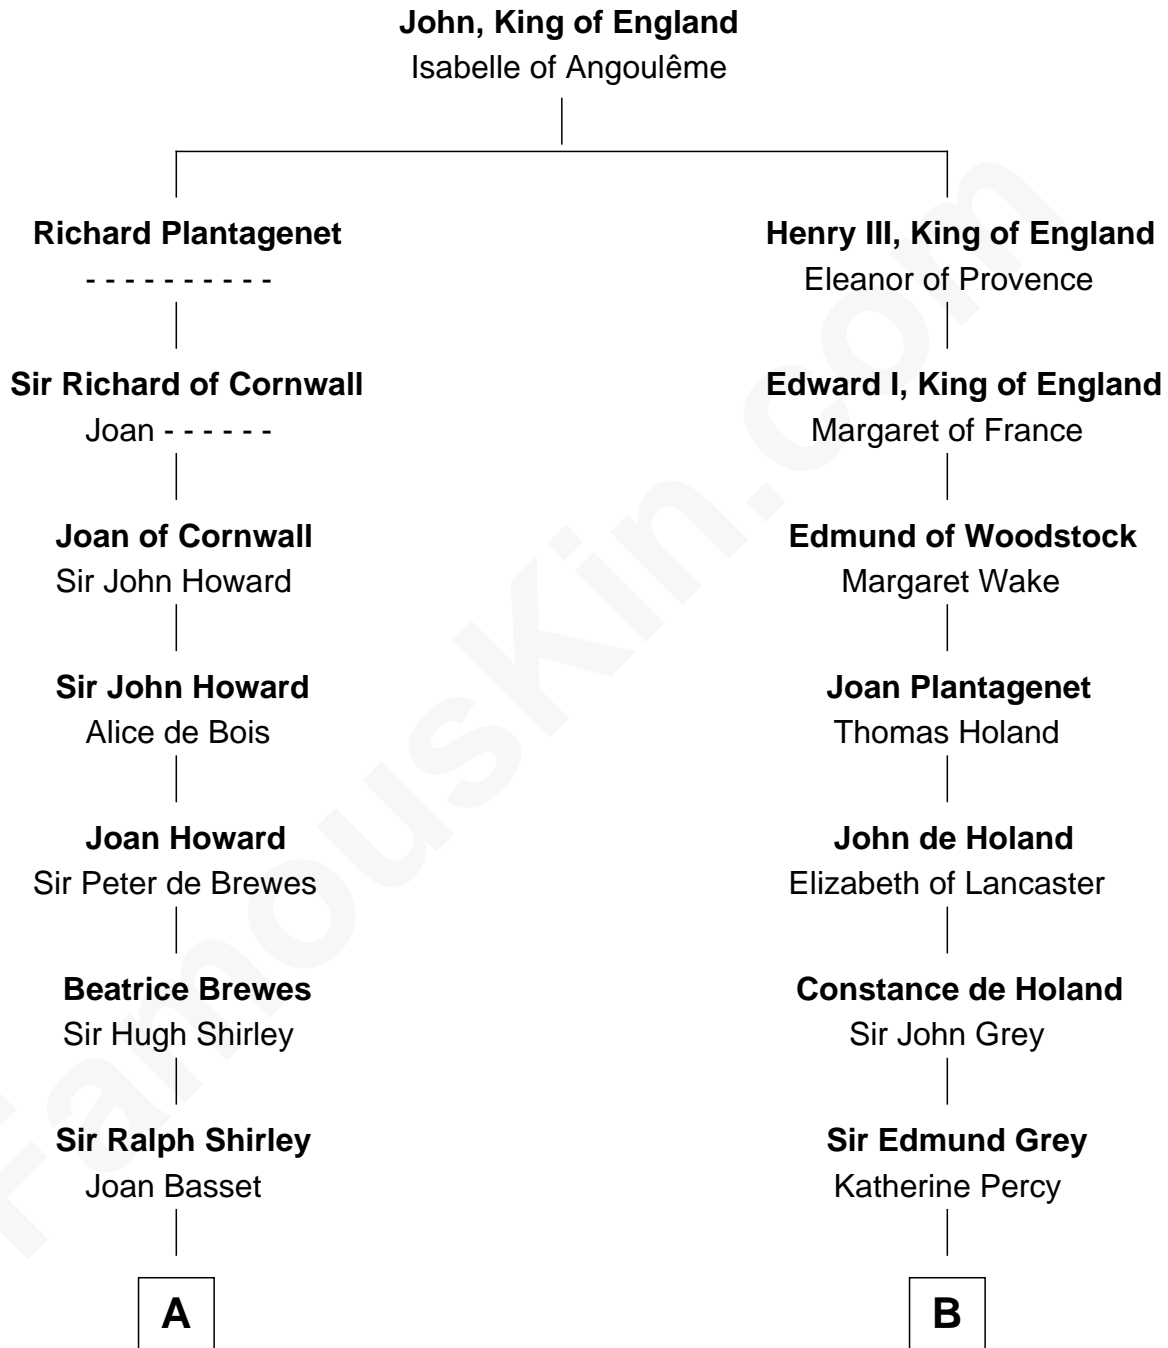 John, King of England
Isabelle of Angoulême
Richard Plantagenet
- - - - - - - - - -
Sir Richard of Cornwall
Joan - - - - - -
Joan of Cornwall
Sir John Howard
Sir John Howard
Alice de Bois
Joan Howard
Sir Peter de Brewes
Beatrice Brewes
Sir Hugh Shirley
Sir Ralph Shirley
Joan Basset
A
Henry III, King of England
Eleanor of Provence
Edward I, King of England
Margaret of France
Edmund of Woodstock
Margaret Wake
Joan Plantagenet
Thomas Holand
John de Holand
Elizabeth of Lancaster
Constance de Holand
Sir John Grey
Sir Edmund Grey
Katherine Percy
B
FamousKin.com